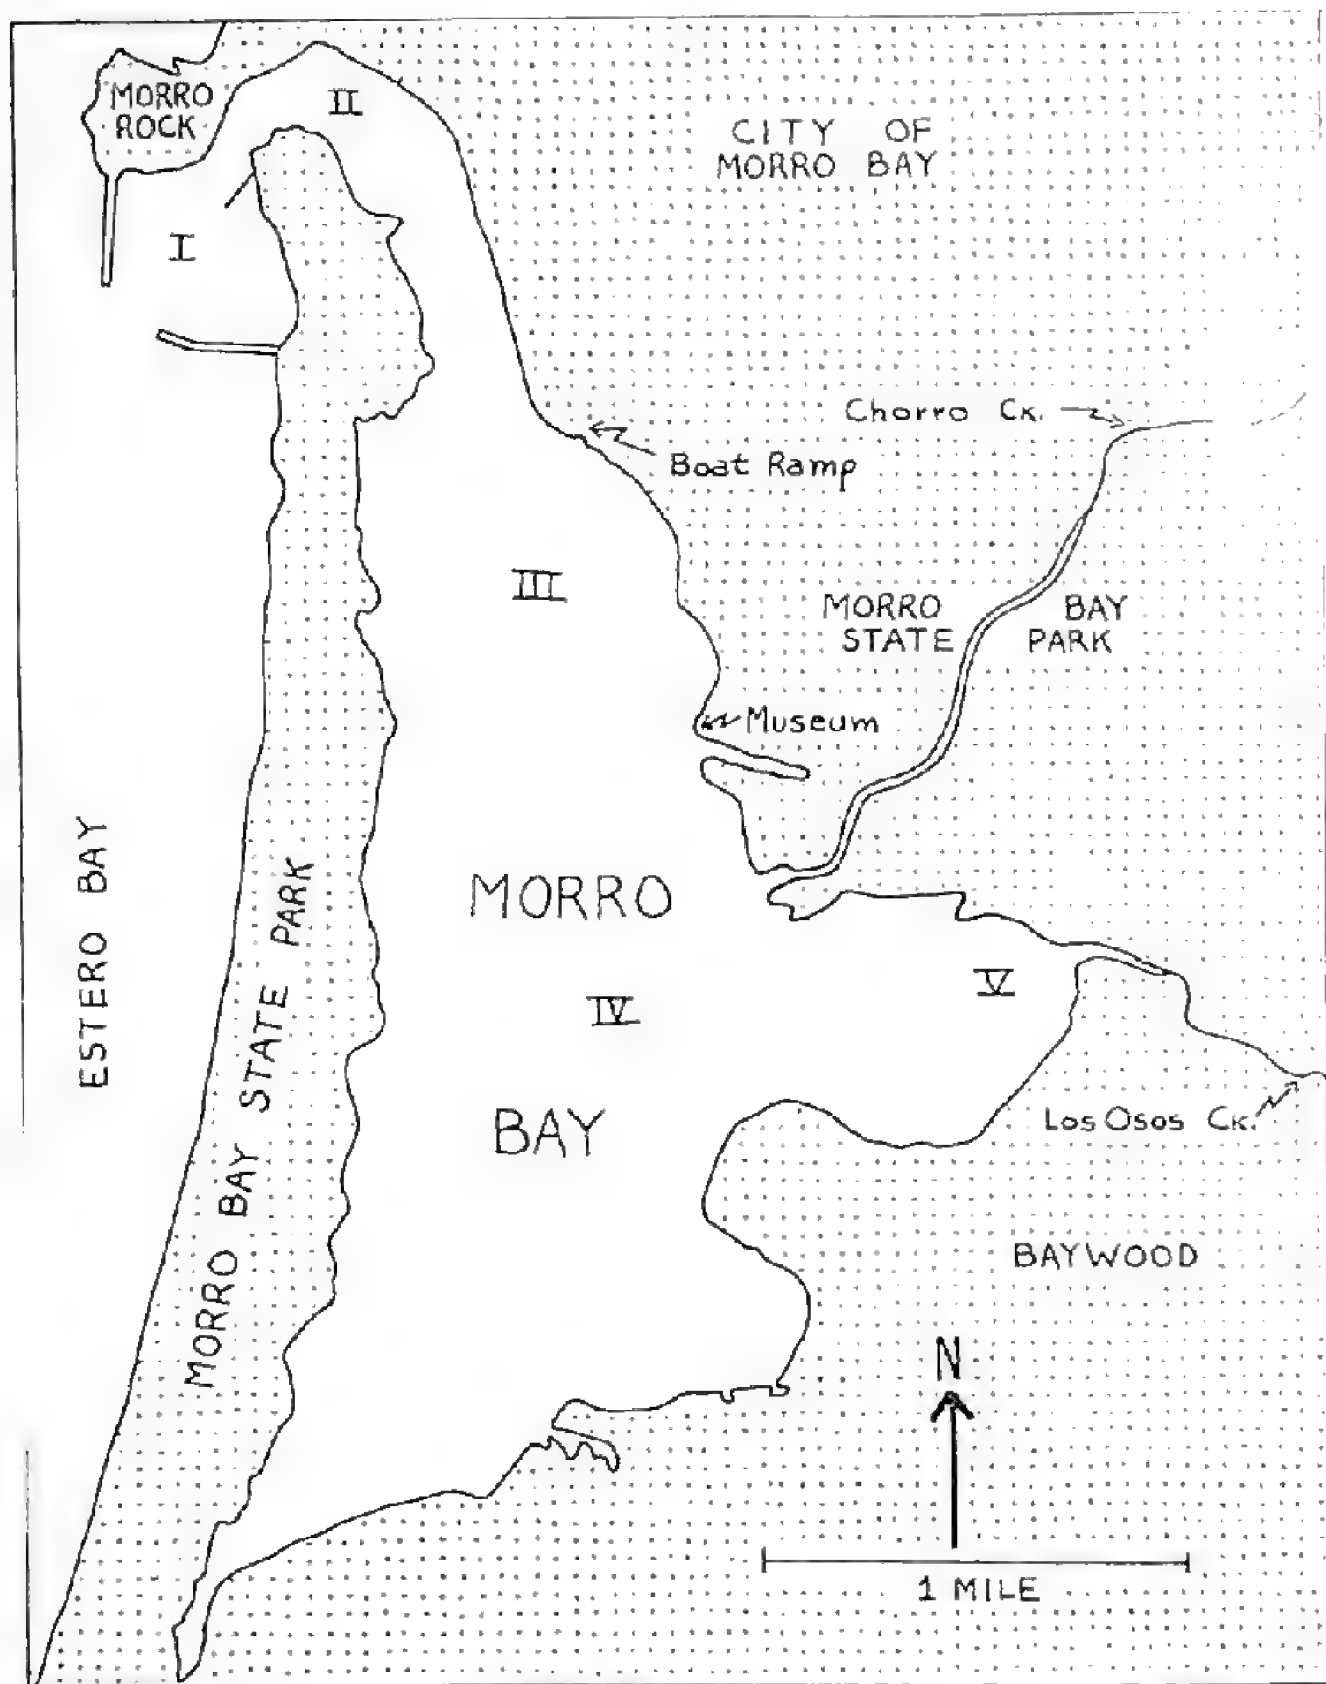 MORRO
ROCK
II
CITY OF
MORRO BAY
I
Chorro Ck.
Boat Ramp
III
MORRO BAY
STATE PARK
Museum
MORRO
ESTERO BAY
MORRO BAY STATE PARK
IV
V
BAY
Los Osos Ck.
BAYWOOD
N
1 MILE